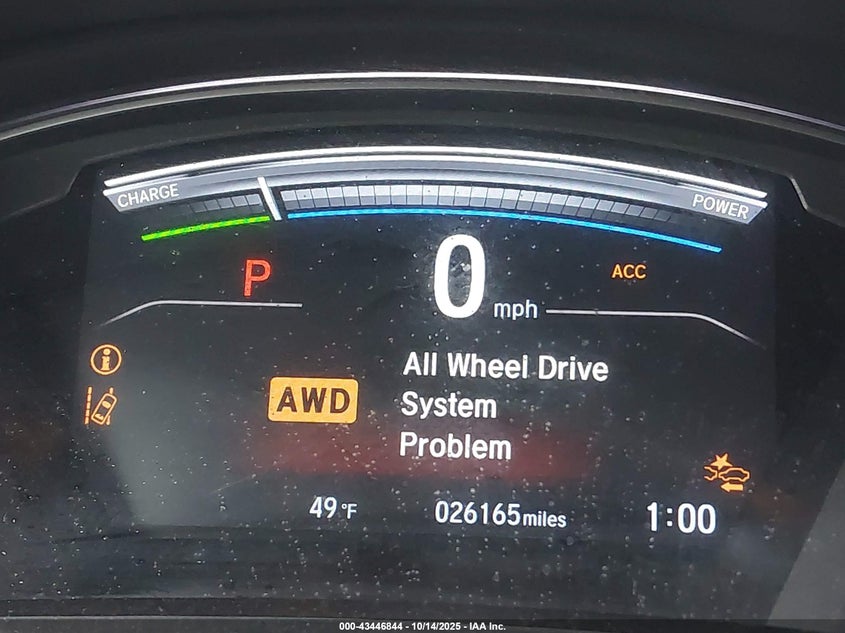 CHARGE
POWER
P
0 mph
ACC
All Wheel Drive
AWD
System
Problem
49°F
026165miles
1:00
000-43446844 - 10/14/2025 - IAA Inc.